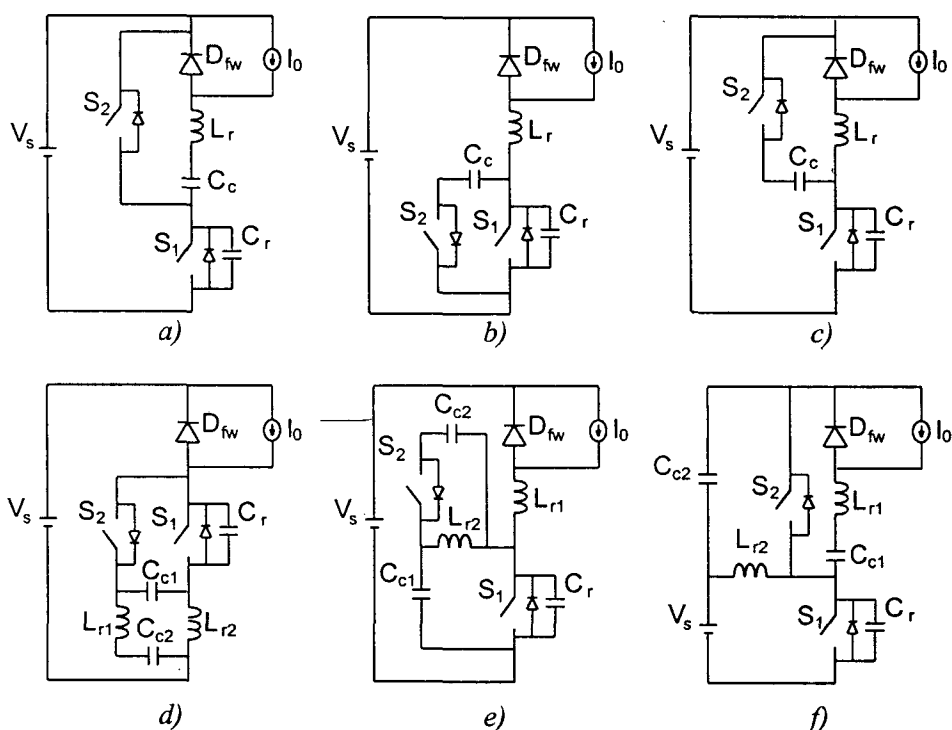 D_fw
I_0
S_2
L_r
V_s
C_c
S_1
C_r
a)
D_fw
I_0
L_r
V_s
C_c
S_2
S_1
C_r
b)
D_fw
I_0
S_2
L_r
V_s
C_c
S_1
C_r
c)
D_fw
I_0
V_s
S_2
S_1
C_r
C_c1
L_r1
L_r2
C_c2
d)
C_c2
D_fw
I_0
S_2
L_r1
V_s
L_r2
C_c1
S_1
C_r
e)
D_fw
I_0
C_c2
S_2
L_r1
L_r2
C_c1
V_s
S_1
C_r
f)